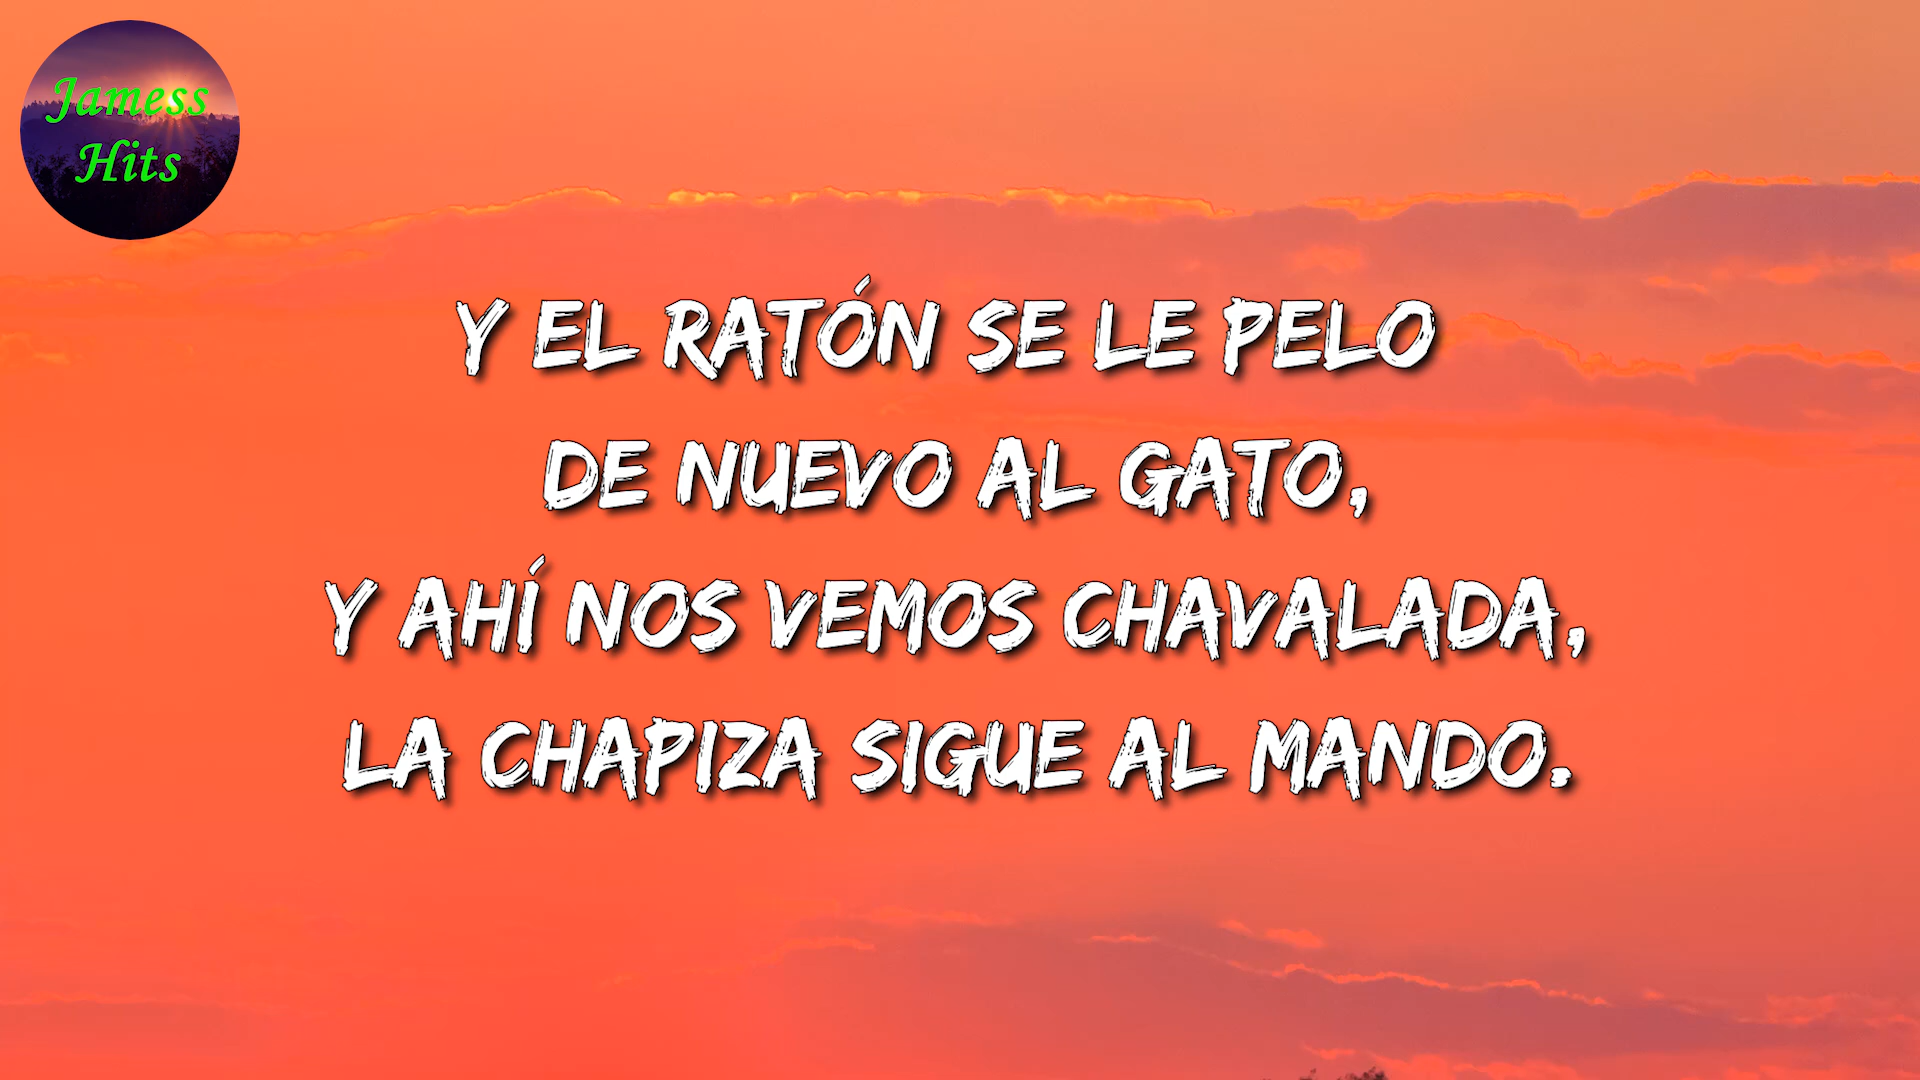 Jamess
Hits
Y EL RATÓN SE LE PELO
DE NUEVO AL GATO,
Y AHÍ NOS VEMOS CHAVALADA,
LA CHAPIZA SIGUE AL MANDO.